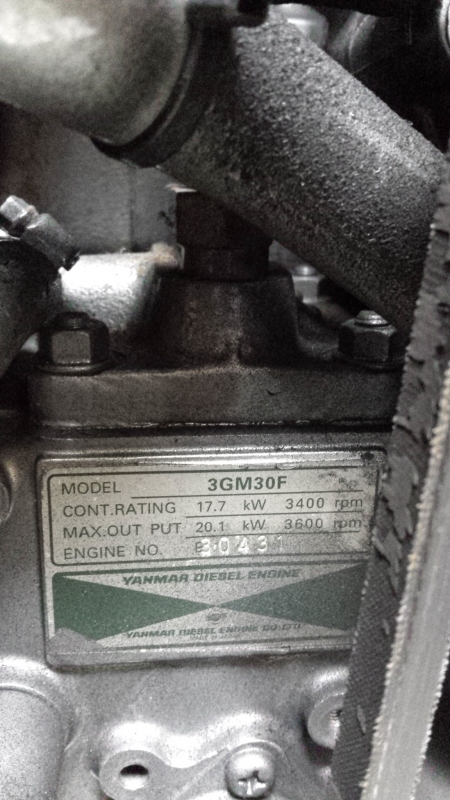 MODEL 3GM30F
CONT.RATING 17.7 kW 3400 rpm
MAX.OUT PUT 20.1 kW 3600 rpm
ENGINE NO. E30431
YANMAR DIESEL ENGINE
YANMAR DIESEL ENGINE CO.,LTD.